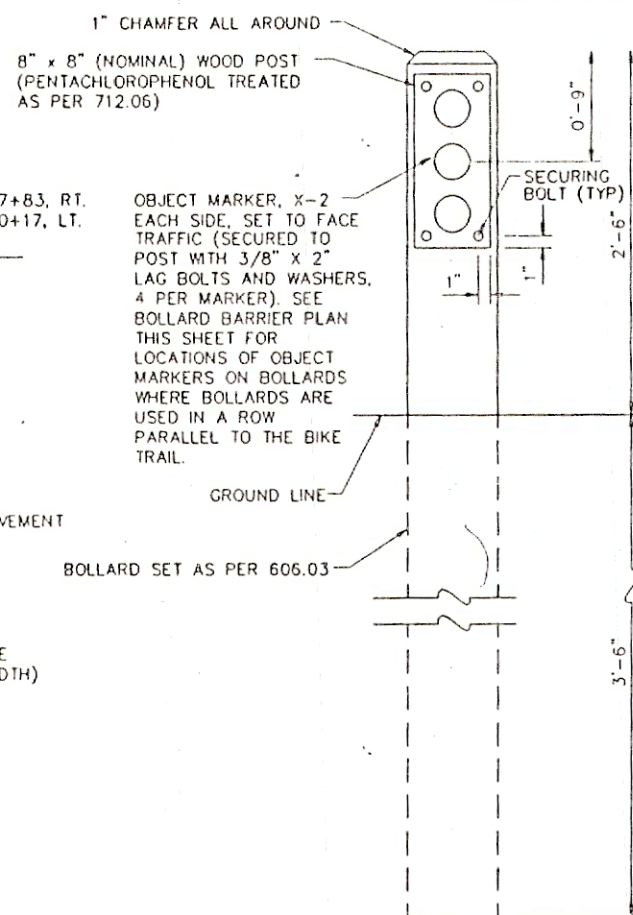 1" CHAMFER ALL AROUND
8" x 8" (NOMINAL) WOOD POST
(PENTACHLOROPHENOL TREATED
AS PER 712.06)
0'-9"
7+83, RT.
0+17, LT.
OBJECT MARKER, X-2
EACH SIDE, SET TO FACE
TRAFFIC (SECURED TO
POST WITH 3/8" X 2"
LAG BOLTS AND WASHERS,
4 PER MARKER). SEE
BOLLARD BARRIER PLAN
THIS SHEET FOR
LOCATIONS OF OBJECT
MARKERS ON BOLLARDS
WHERE BOLLARDS ARE
USED IN A ROW
PARALLEL TO THE BIKE
TRAIL.
SECURING
BOLT (TYP)
2'-6"
1"
1"
GROUND LINE
VEMENT
BOLLARD SET AS PER 606.03
E
DTH)
3'-6"